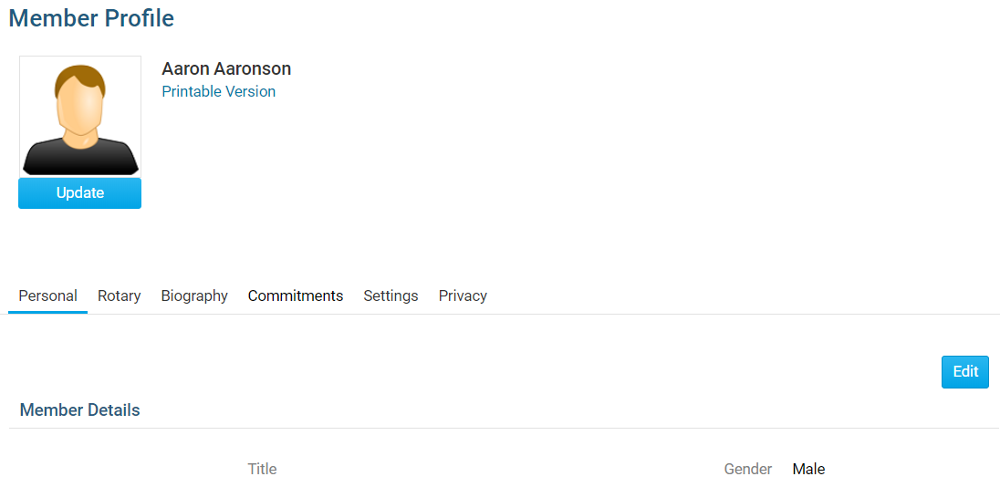 Member Profile
Aaron Aaronson
Printable Version
Update
Personal Rotary Biography Commitments Settings Privacy
Edit
Member Details
Title Gender Male